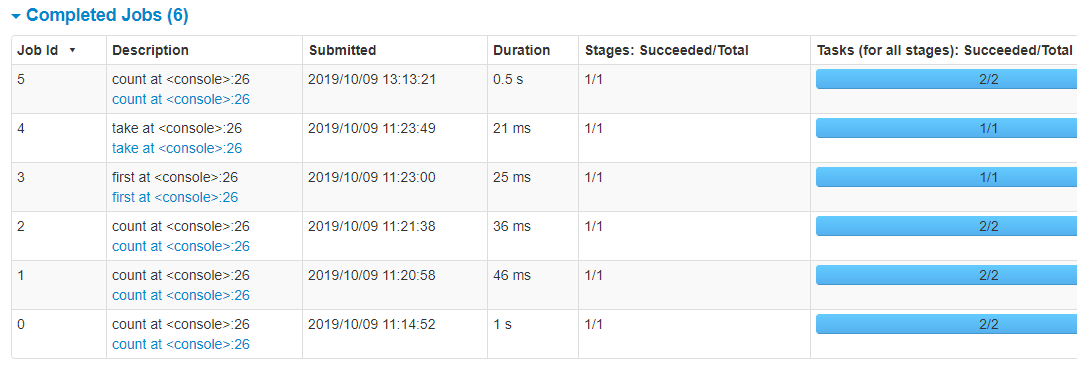 Completed Jobs (6)
Job Id Description Submitted Duration Stages: Succeeded/Total Tasks (for all stages): Succeeded/Total
5 count at <console>:26 2019/10/09 13:13:21 0.5 s 1/1 2/2
count at <console>:26
4 take at <console>:26 2019/10/09 11:23:49 21 ms 1/1 1/1
take at <console>:26
3 first at <console>:26 2019/10/09 11:23:00 25 ms 1/1 1/1
first at <console>:26
2 count at <console>:26 2019/10/09 11:21:38 36 ms 1/1 2/2
count at <console>:26
1 count at <console>:26 2019/10/09 11:20:58 46 ms 1/1 2/2
count at <console>:26
0 count at <console>:26 2019/10/09 11:14:52 1 s 1/1 2/2
count at <console>:26